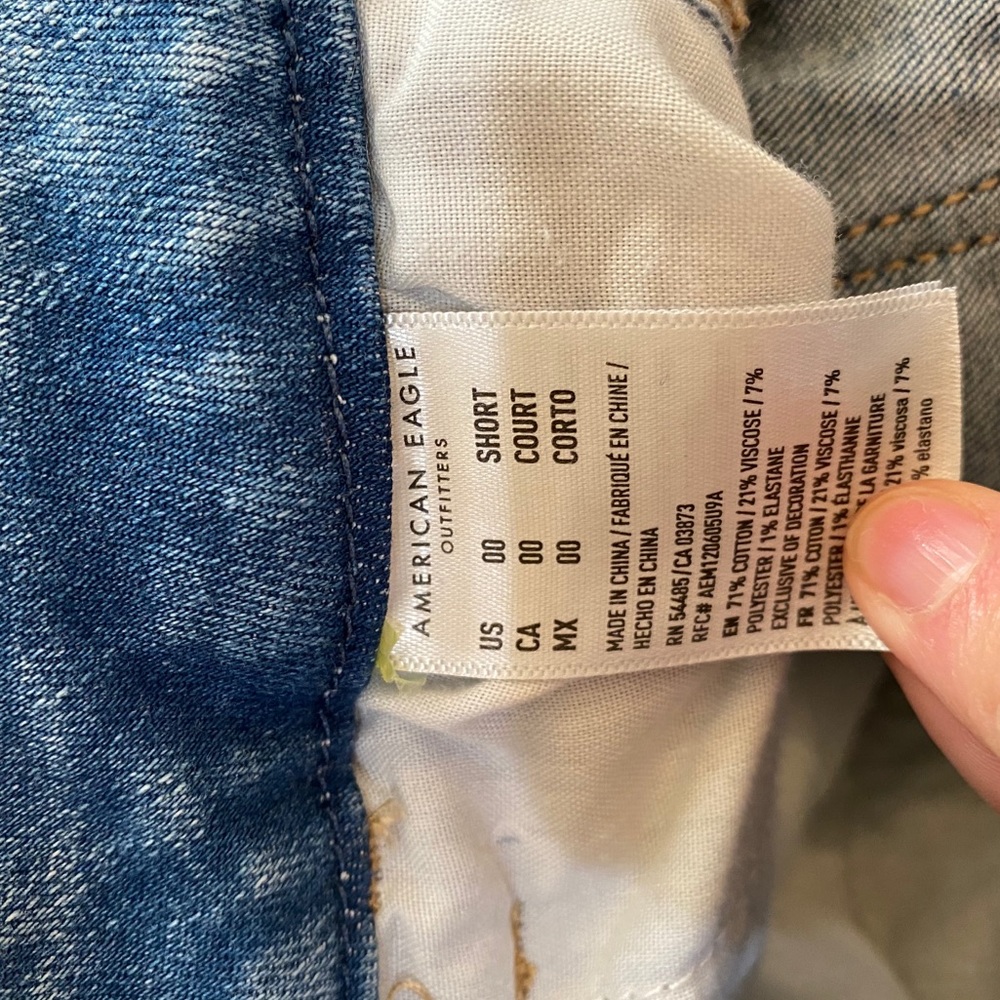 AMERICAN EAGLE
OUTFITTERS
US 00 SHORT
CA 00 COURT
MX 00 CORTO
MADE IN CHINA / FABRIQUÉ EN CHINE /
HECHO EN CHINA
RN 54485/CA 03873
RFC# AEM12060509A
EN 71% COTTON / 21% VISCOSE / 7%
POLYESTER / 1% ELASTANE
EXCLUSIVE OF DECORATION
FR 71% COTON / 21% VISCOSE / 7%
POLYESTER / 1% ÉLASTHANNE
LA GARNITURE
21% viscosa / 7%
% elastano